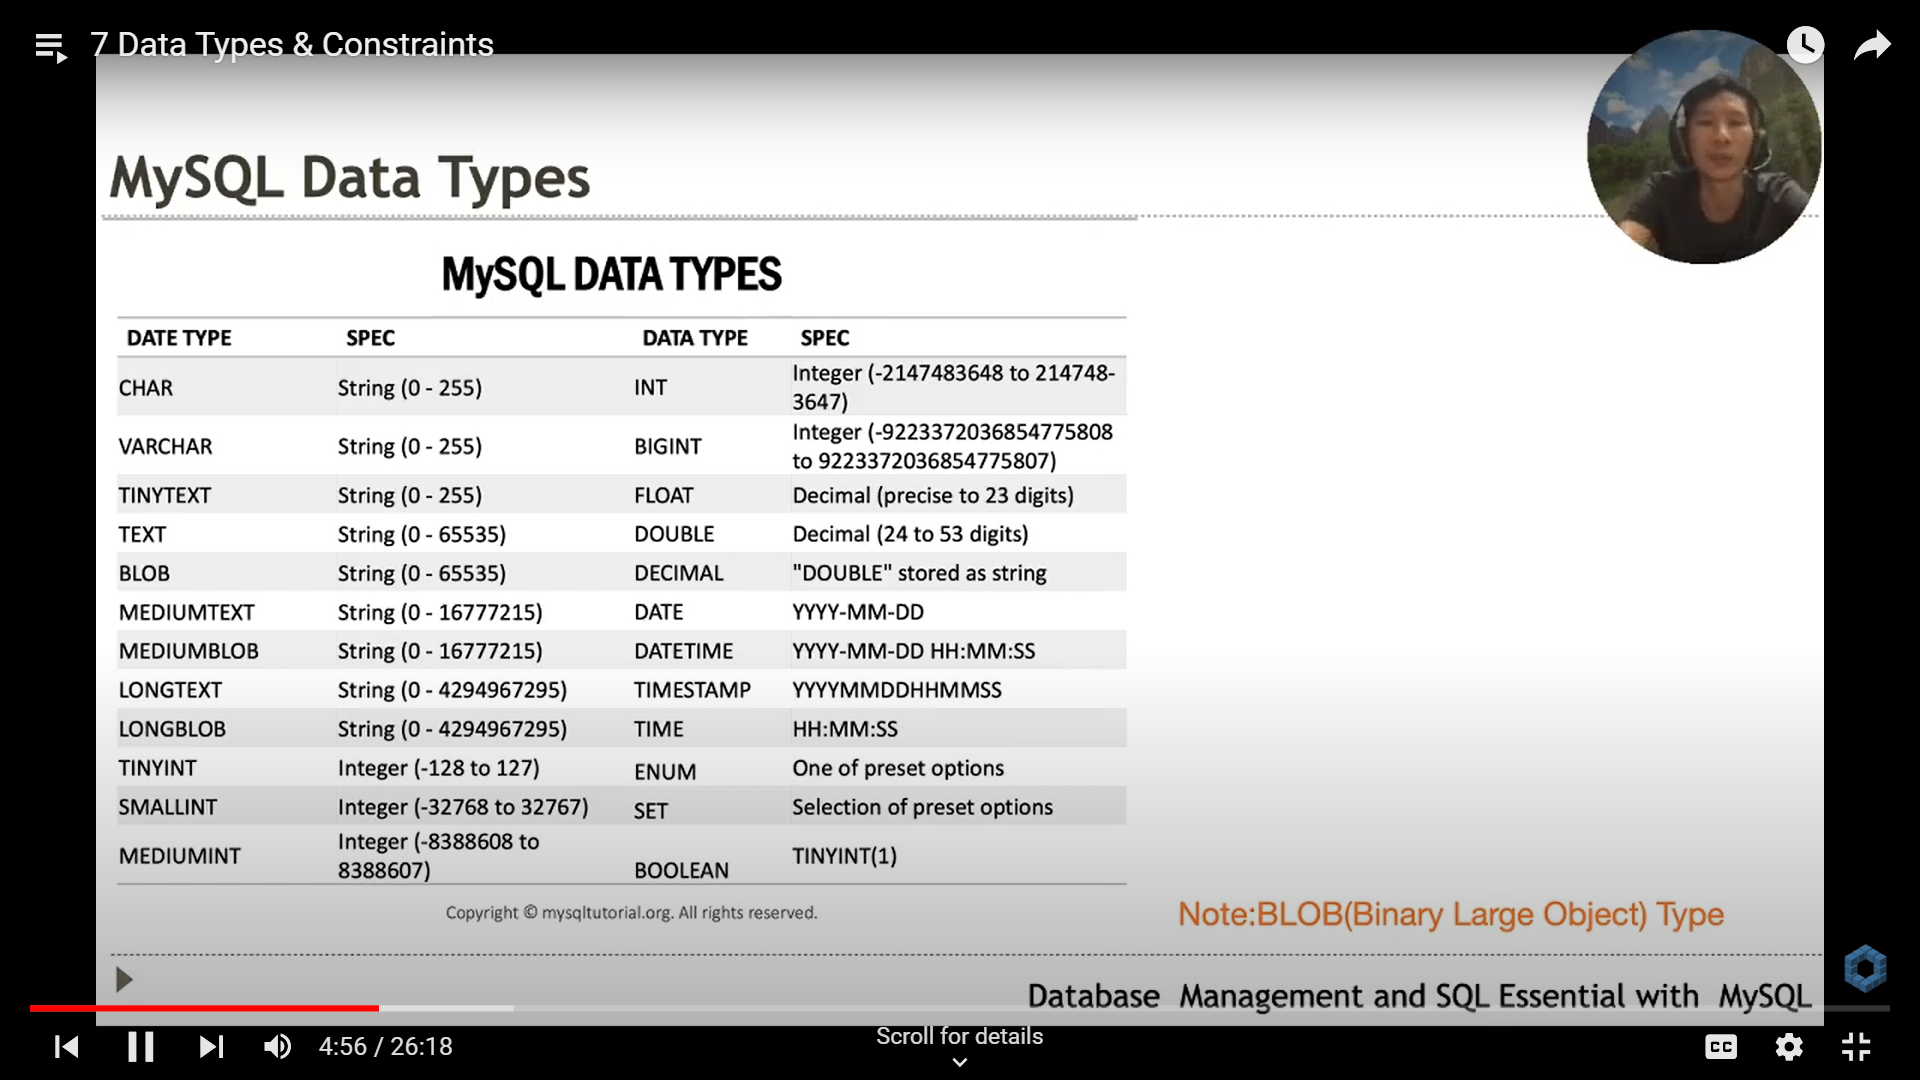 7 Data Types & Constraints
MySQL Data Types
MySQL DATA TYPES
DATE TYPE SPEC DATA TYPE SPEC
CHAR String (0 - 255) INT Integer (-2147483648 to 214748-
3647)
VARCHAR String (0 - 255) BIGINT Integer (-9223372036854775808
to 9223372036854775807)
TINYTEXT String (0 - 255) FLOAT Decimal (precise to 23 digits)
TEXT String (0 - 65535) DOUBLE Decimal (24 to 53 digits)
BLOB String (0 - 65535) DECIMAL "DOUBLE" stored as string
MEDIUMTEXT String (0 - 16777215) DATE YYYY-MM-DD
MEDIUMBLOB String (0 - 16777215) DATETIME YYYY-MM-DD HH:MM:SS
LONGTEXT String (0 - 4294967295) TIMESTAMP YYYYMMDDHHMMSS
LONGBLOB String (0 - 4294967295) TIME HH:MM:SS
TINYINT Integer (-128 to 127) ENUM One of preset options
SMALLINT Integer (-32768 to 32767) SET Selection of preset options
MEDIUMINT Integer (-8388608 to
8388607) BOOLEAN TINYINT(1)
Copyright © mysqltutorial.org. All rights reserved.
Note:BLOB(Binary Large Object) Type
Database Management and SQL Essential with MySQL
4:56 / 26:18
Scroll for details
CC